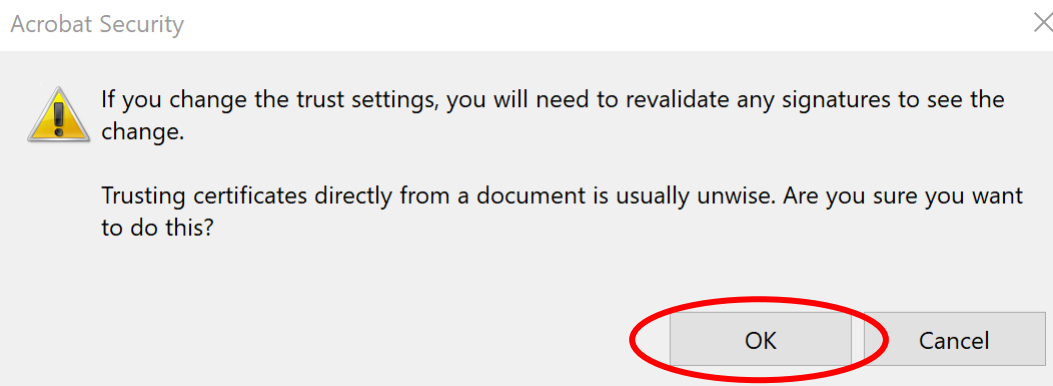 Acrobat Security
If you change the trust settings, you will need to revalidate any signatures to see the
change.
Trusting certificates directly from a document is usually unwise. Are you sure you want
to do this?
OK
Cancel